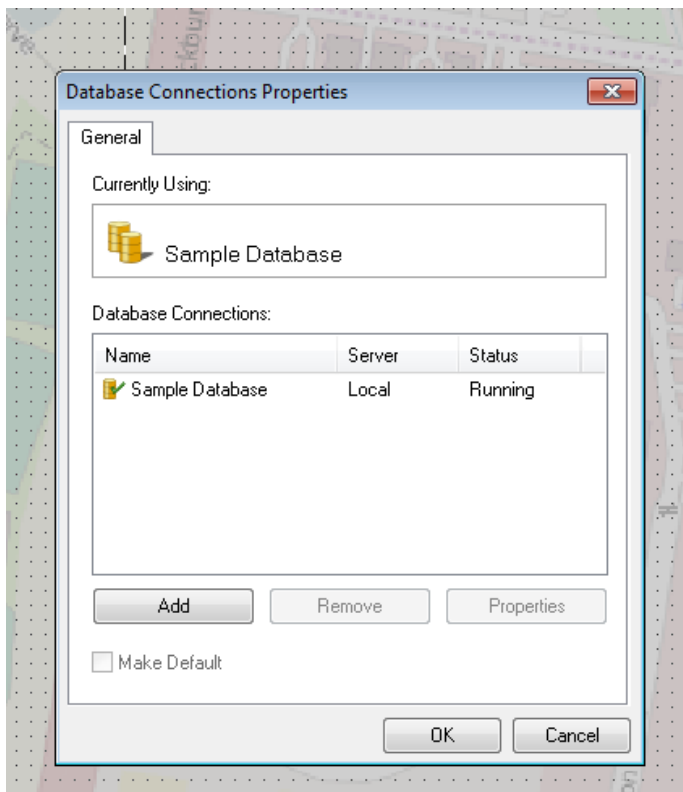 Database Connections Properties
General
Currently Using:
Sample Database
Database Connections:
Name Server Status
Sample Database Local Running
Add Remove Properties
Make Default
OK Cancel